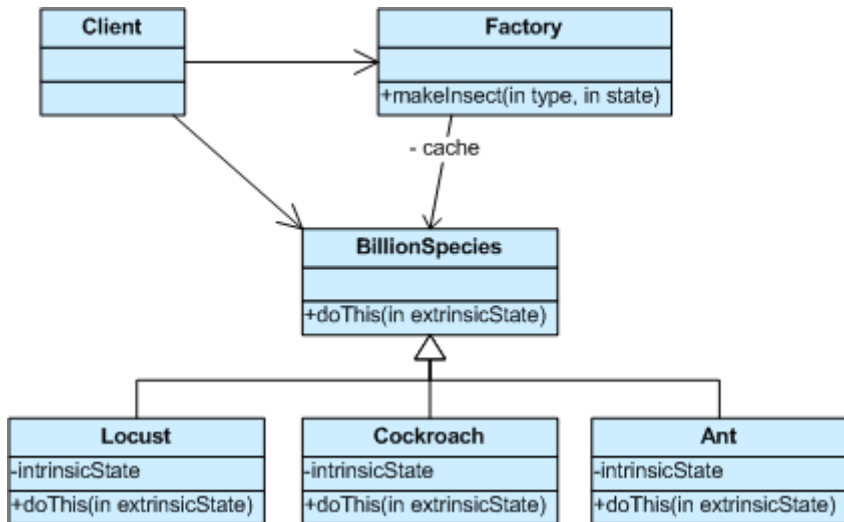 Client
Factory
+makeInsect(in type, in state)
- cache
BillionSpecies
+doThis(in extrinsicState)
Locust
-intrinsicState
+doThis(in extrinsicState)
Cockroach
-intrinsicState
+doThis(in extrinsicState)
Ant
-intrinsicState
+doThis(in extrinsicState)